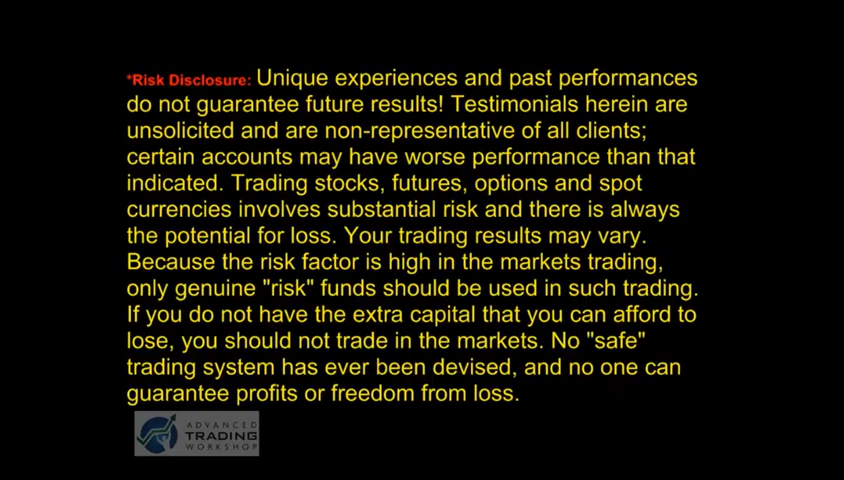 *Risk Disclosure: Unique experiences and past performances
do not guarantee future results! Testimonials herein are
unsolicited and are non-representative of all clients;
certain accounts may have worse performance than that
indicated. Trading stocks, futures, options and spot
currencies involves substantial risk and there is always
the potential for loss. Your trading results may vary.
Because the risk factor is high in the markets trading,
only genuine "risk" funds should be used in such trading.
If you do not have the extra capital that you can afford to
lose, you should not trade in the markets. No "safe"
trading system has ever been devised, and no one can
guarantee profits or freedom from loss.
ADVANCED
TRADING
WORKSHOP